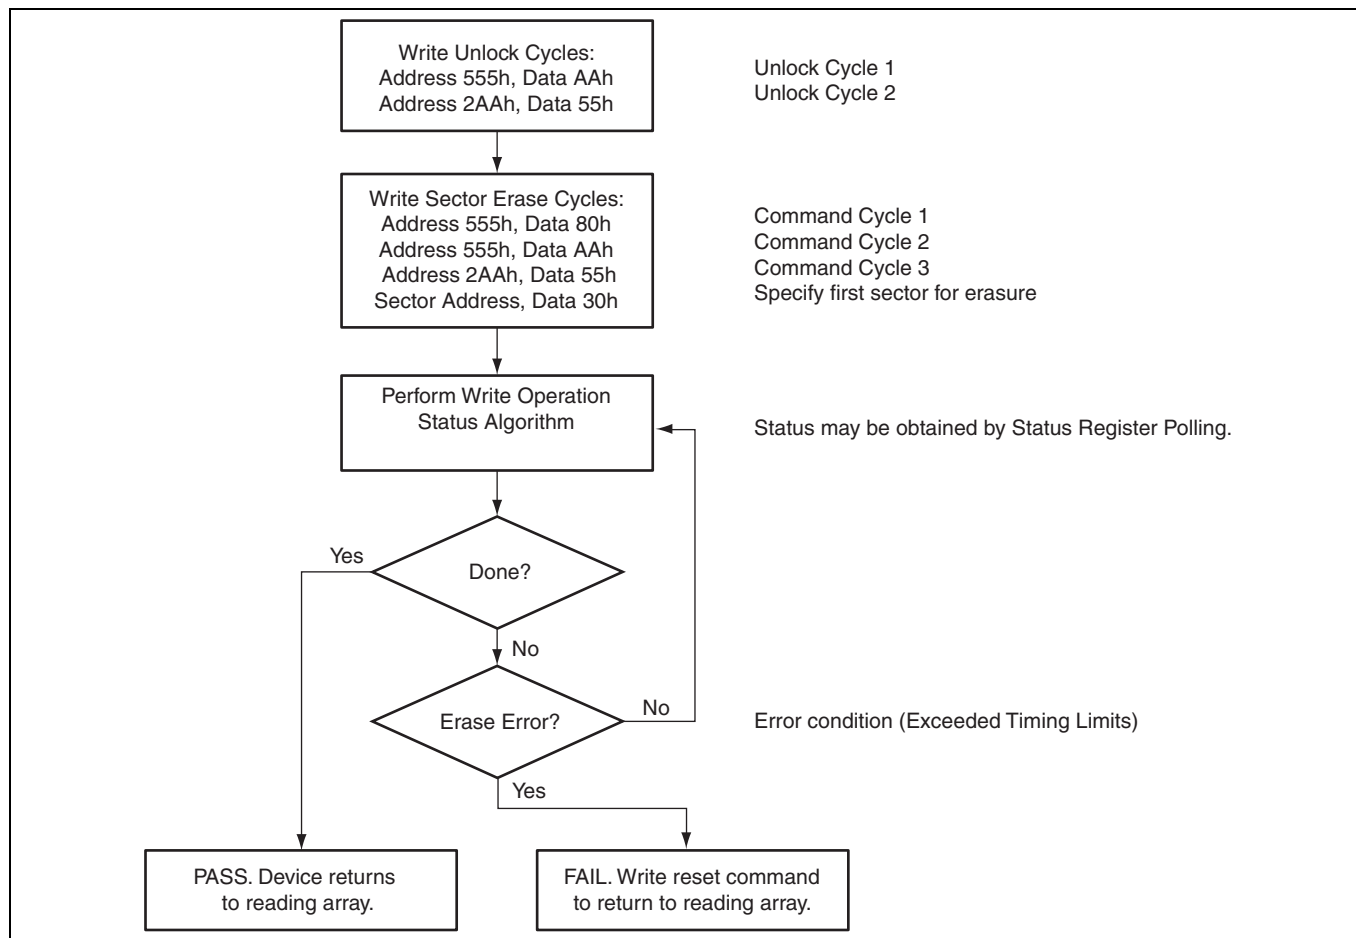 Write Unlock Cycles:
Address 555h, Data AAh
Address 2AAh, Data 55h
Unlock Cycle 1
Unlock Cycle 2
Write Sector Erase Cycles:
Address 555h, Data 80h
Address 555h, Data AAh
Address 2AAh, Data 55h
Sector Address, Data 30h
Command Cycle 1
Command Cycle 2
Command Cycle 3
Specify first sector for erasure
Perform Write Operation
Status Algorithm
Status may be obtained by Status Register Polling.
Yes
Done?
No
Erase Error?
No
Error condition (Exceeded Timing Limits)
Yes
PASS. Device returns
to reading array.
FAIL. Write reset command
to return to reading array.